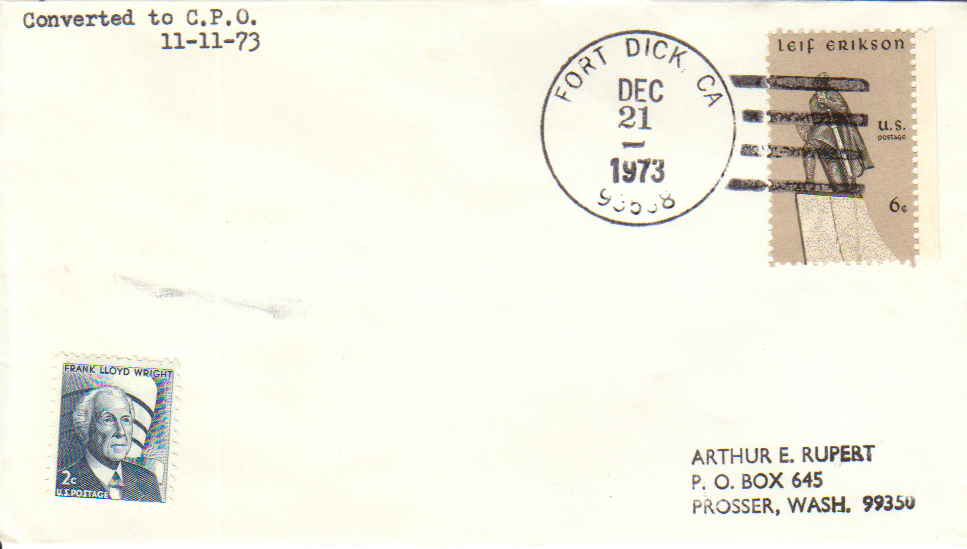 Converted to C.P.O.
11-11-73
FORT DICK, CA
DEC
21
1973
LEIF ERIKSON
U.S.
POSTAGE
6¢
FRANK LLOYD WRIGHT
2c
U.S. POSTAGE
ARTHUR E. RUPERT
P. O. BOX 645
PROSSER, WASH. 99350